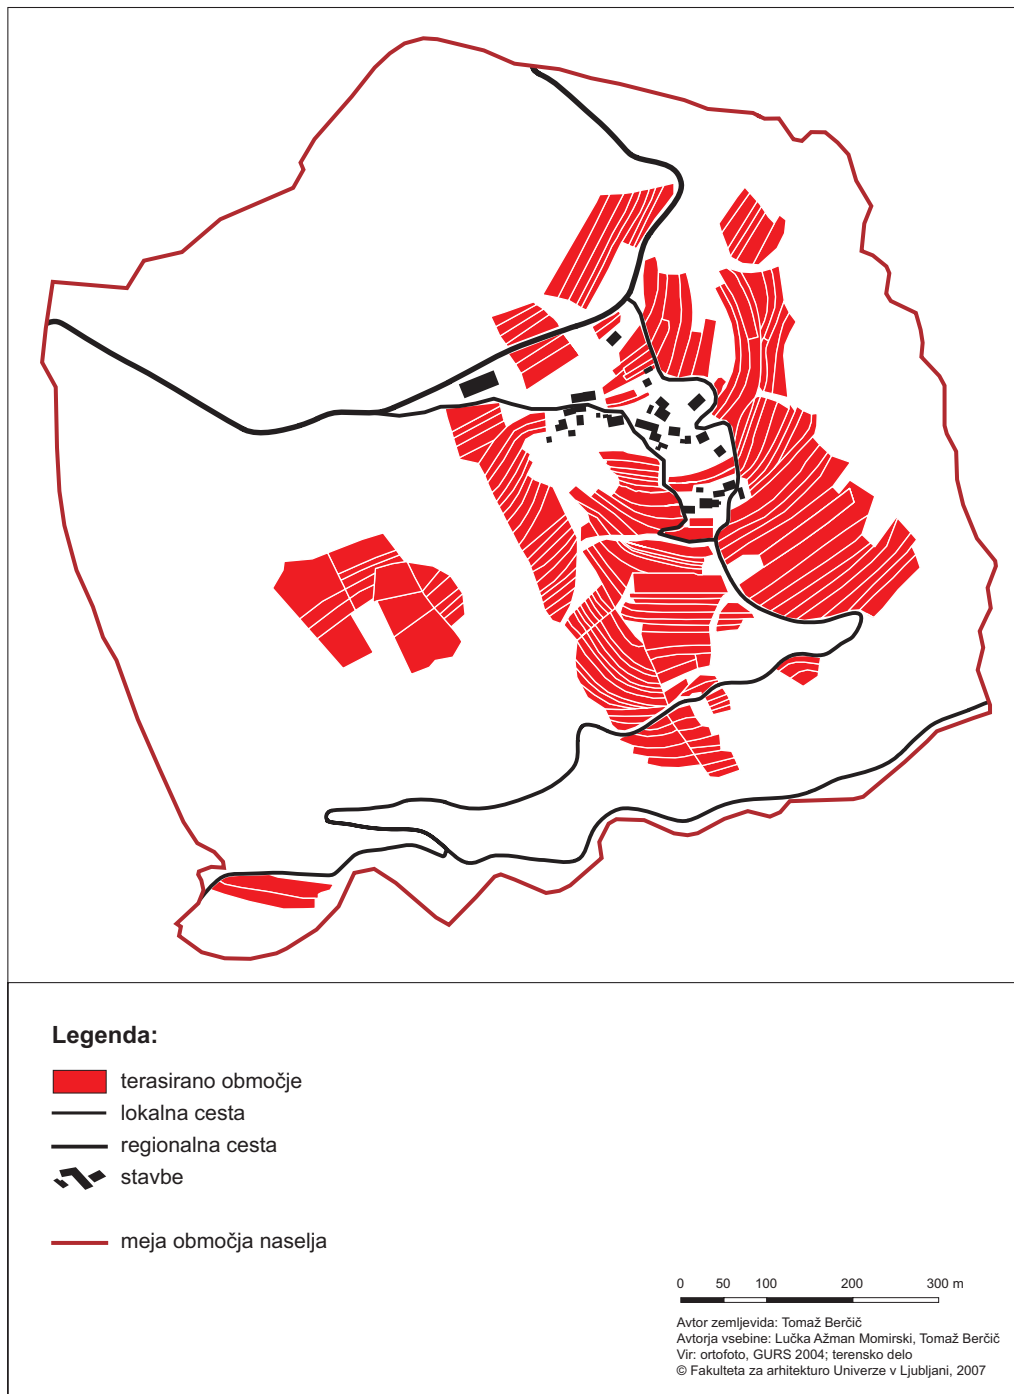 Legenda:
terasirano območje
lokalna cesta
regionalna cesta
stavbe
meja območja naselja
0 50 100 200 300 m
Avtor zemljevida: Tomaž Berčič
Avtorja vsebine: Lučka Ažman Momirski, Tomaž Berčič
Vir: ortofoto, GURS 2004; terensko delo
© Fakulteta za arhitekturo Univerze v Ljubljani, 2007